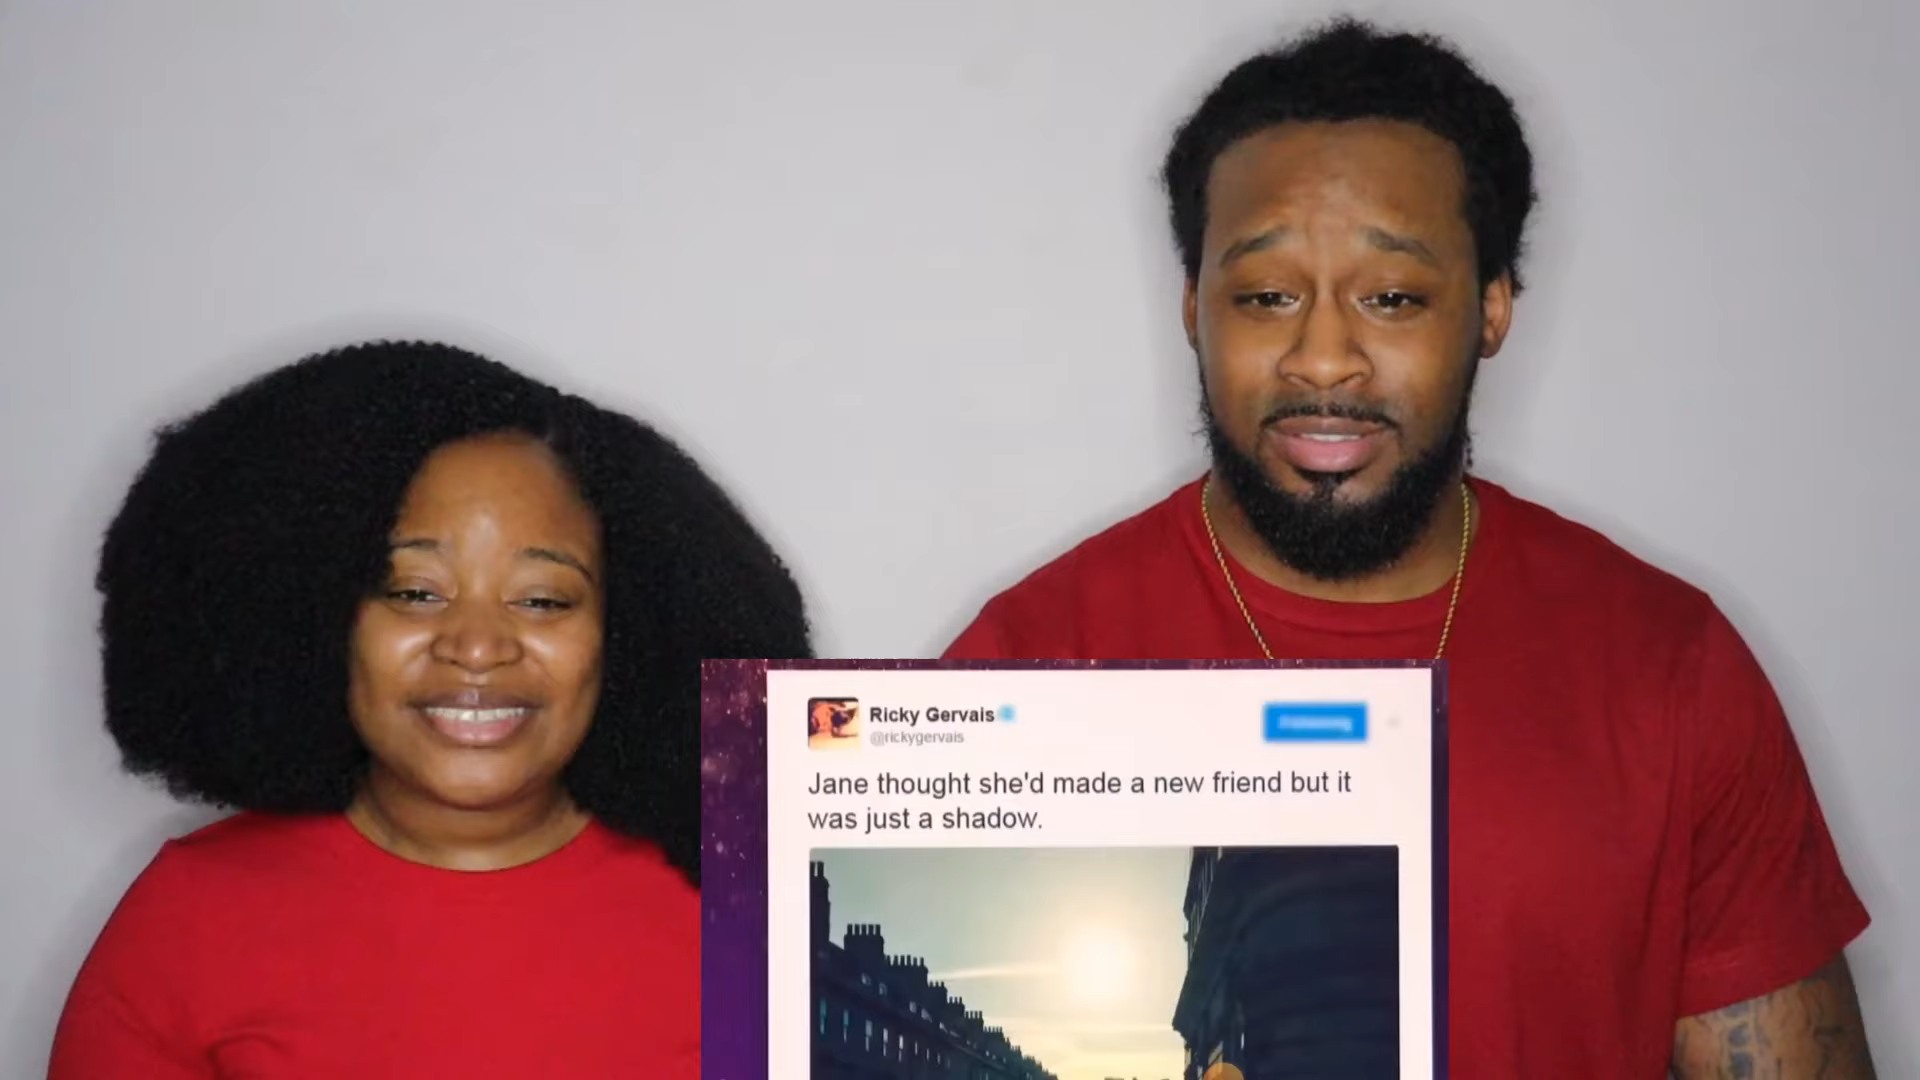 Ricky Gervais
@rickygervais
Jane thought she'd made a new friend but it
was just a shadow.